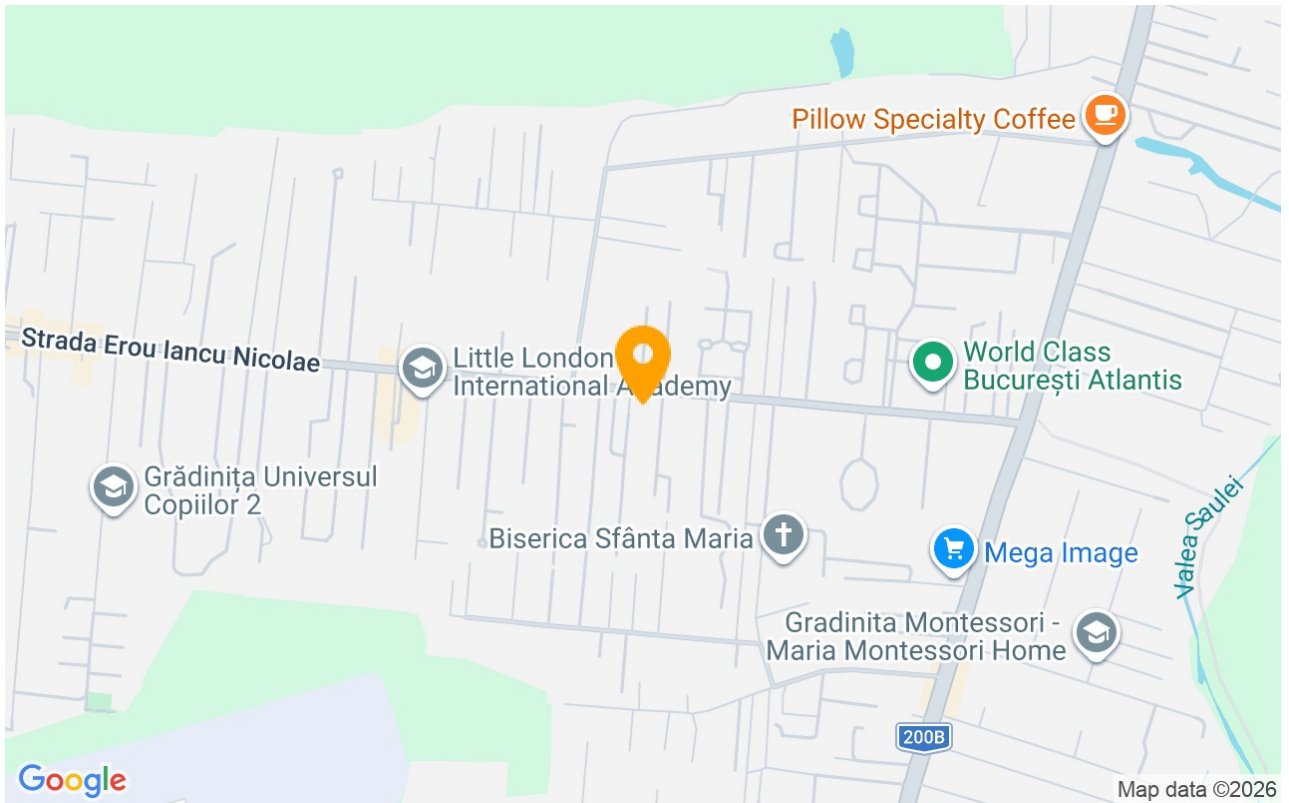 Pillow Specialty Coffee
Strada Erou Iancu Nicolae
Little London
International Academy
World Class
București Atlantis
Grădinița Universul
Copiilor 2
Valea Saulei
Biserica Sfânta Maria
Mega Image
Gradinita Montessori -
Maria Montessori Home
200B
Google
Map data ©2026